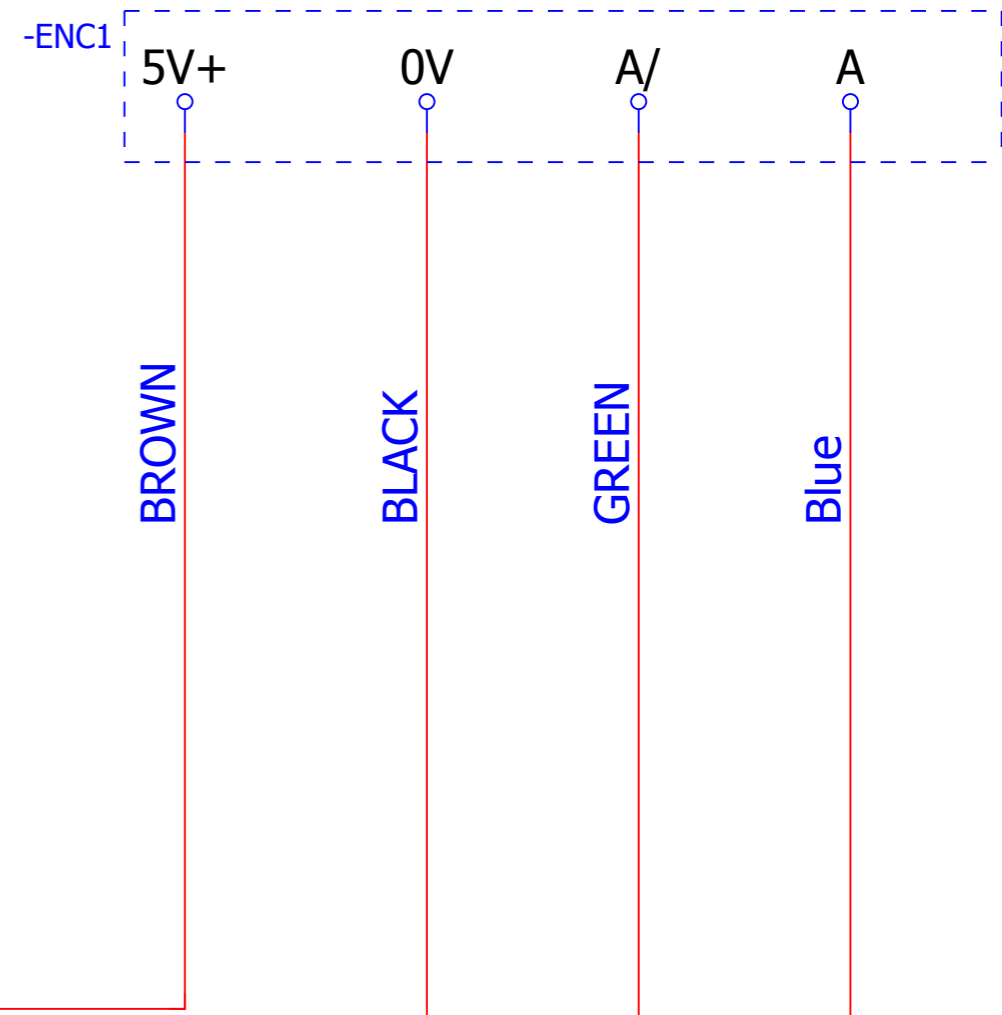 -ENC1
5V+ 0V A/ A
BROWN
BLACK
GREEN
Blue